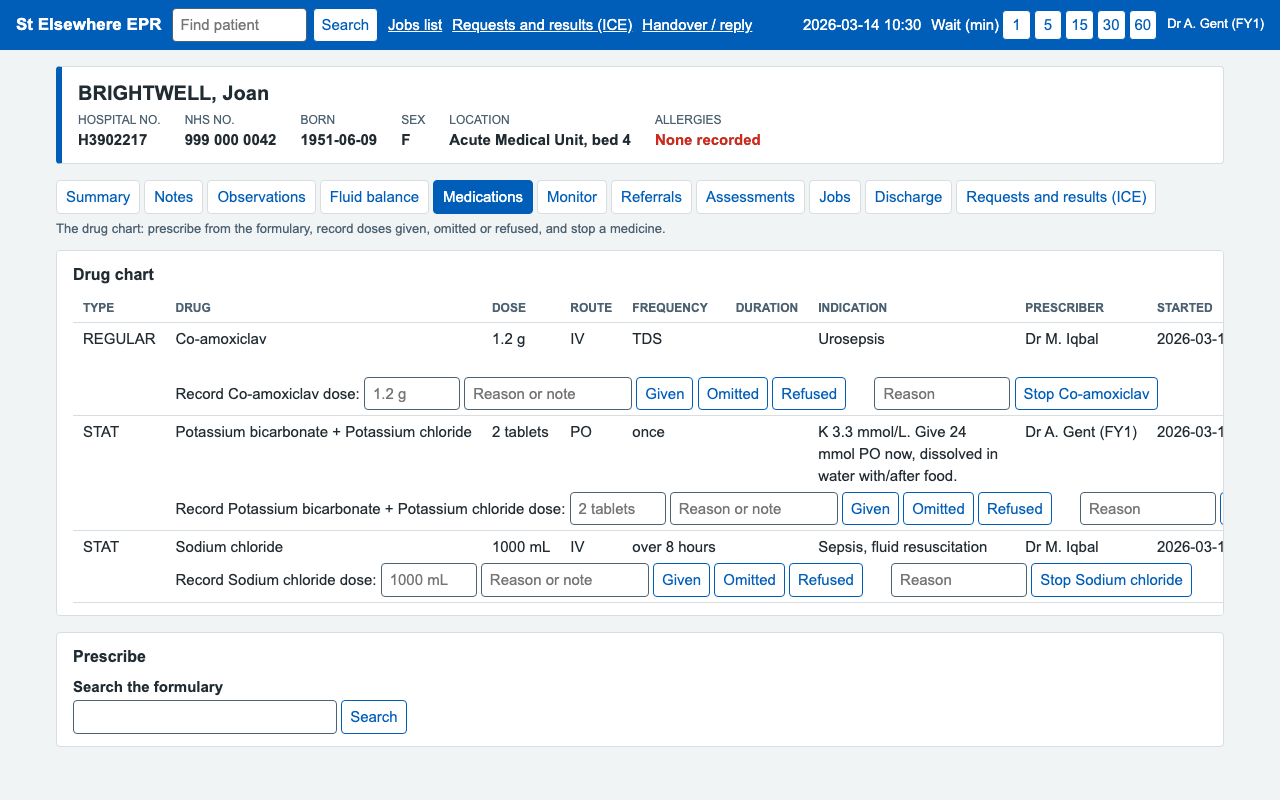 St Elsewhere EPR Find patient Search Jobs list Requests and results (ICE) Handover / reply 2026-03-14 10:30 Wait (min) 1 5 15 30 60 Dr A. Gent (FY1)
BRIGHTWELL, Joan
HOSPITAL NO. NHS NO. BORN SEX LOCATION ALLERGIES
H3902217 999 000 0042 1951-06-09 F Acute Medical Unit, bed 4 None recorded
Summary Notes Observations Fluid balance Medications Monitor Referrals Assessments Jobs Discharge Requests and results (ICE)
The drug chart: prescribe from the formulary, record doses given, omitted or refused, and stop a medicine.
Drug chart
TYPE DRUG DOSE ROUTE FREQUENCY DURATION INDICATION PRESCRIBER STARTED
REGULAR Co-amoxiclav 1.2 g IV TDS Urosepsis Dr M. Iqbal 2026-03-1
Record Co-amoxiclav dose: 1.2 g Reason or note Given Omitted Refused Reason Stop Co-amoxiclav
STAT Potassium bicarbonate + Potassium chloride 2 tablets PO once K 3.3 mmol/L. Give 24 Dr A. Gent (FY1) 2026-03-1
mmol PO now, dissolved in
water with/after food.
Record Potassium bicarbonate + Potassium chloride dose: 2 tablets Reason or note Given Omitted Refused Reason
STAT Sodium chloride 1000 mL IV over 8 hours Sepsis, fluid resuscitation Dr M. Iqbal 2026-03-1
Record Sodium chloride dose: 1000 mL Reason or note Given Omitted Refused Reason Stop Sodium chloride
Prescribe
Search the formulary
Search